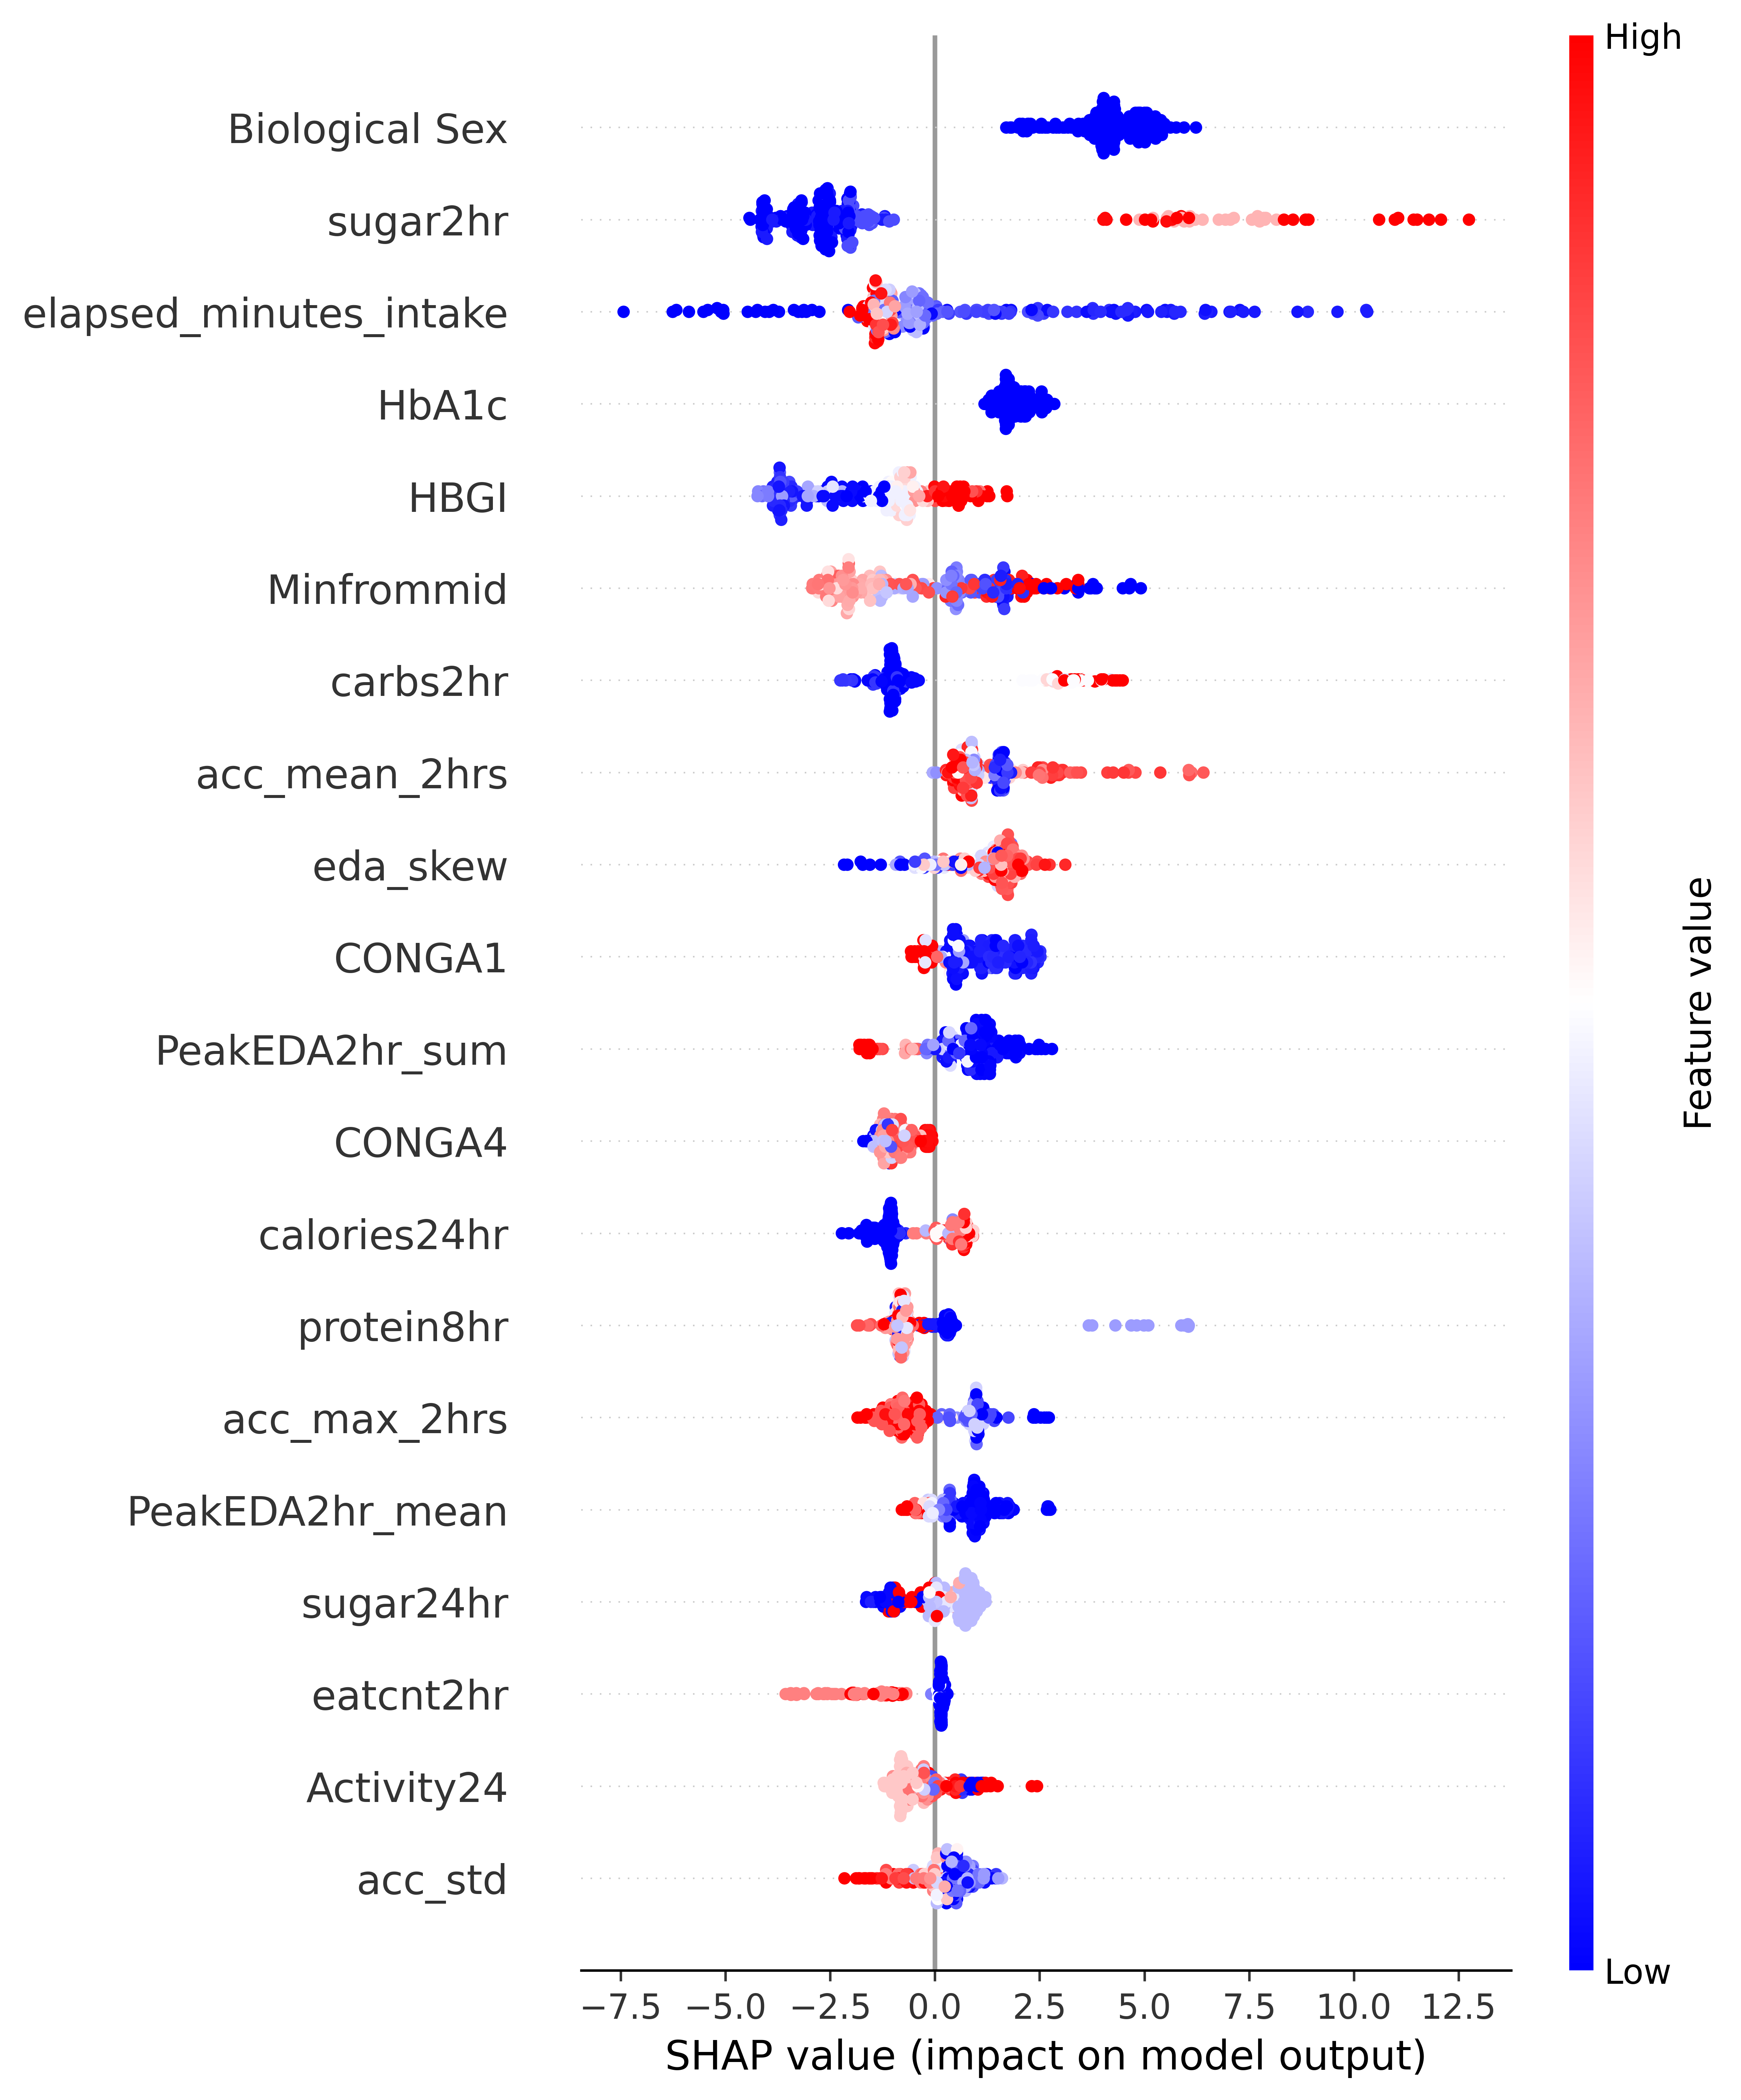 High
Biological Sex
sugar2hr
elapsed_minutes_intake
HbA1c
HBGI
Minfrommid
carbs2hr
acc_mean_2hrs
eda_skew
CONGA1
PeakEDA2hr_sum
CONGA4
calories24hr
protein8hr
acc_max_2hrs
PeakEDA2hr_mean
sugar24hr
eatcnt2hr
Activity24
acc_std
Feature value
Low
−7.5 −5.0 −2.5 0.0 2.5 5.0 7.5 10.0 12.5
SHAP value (impact on model output)